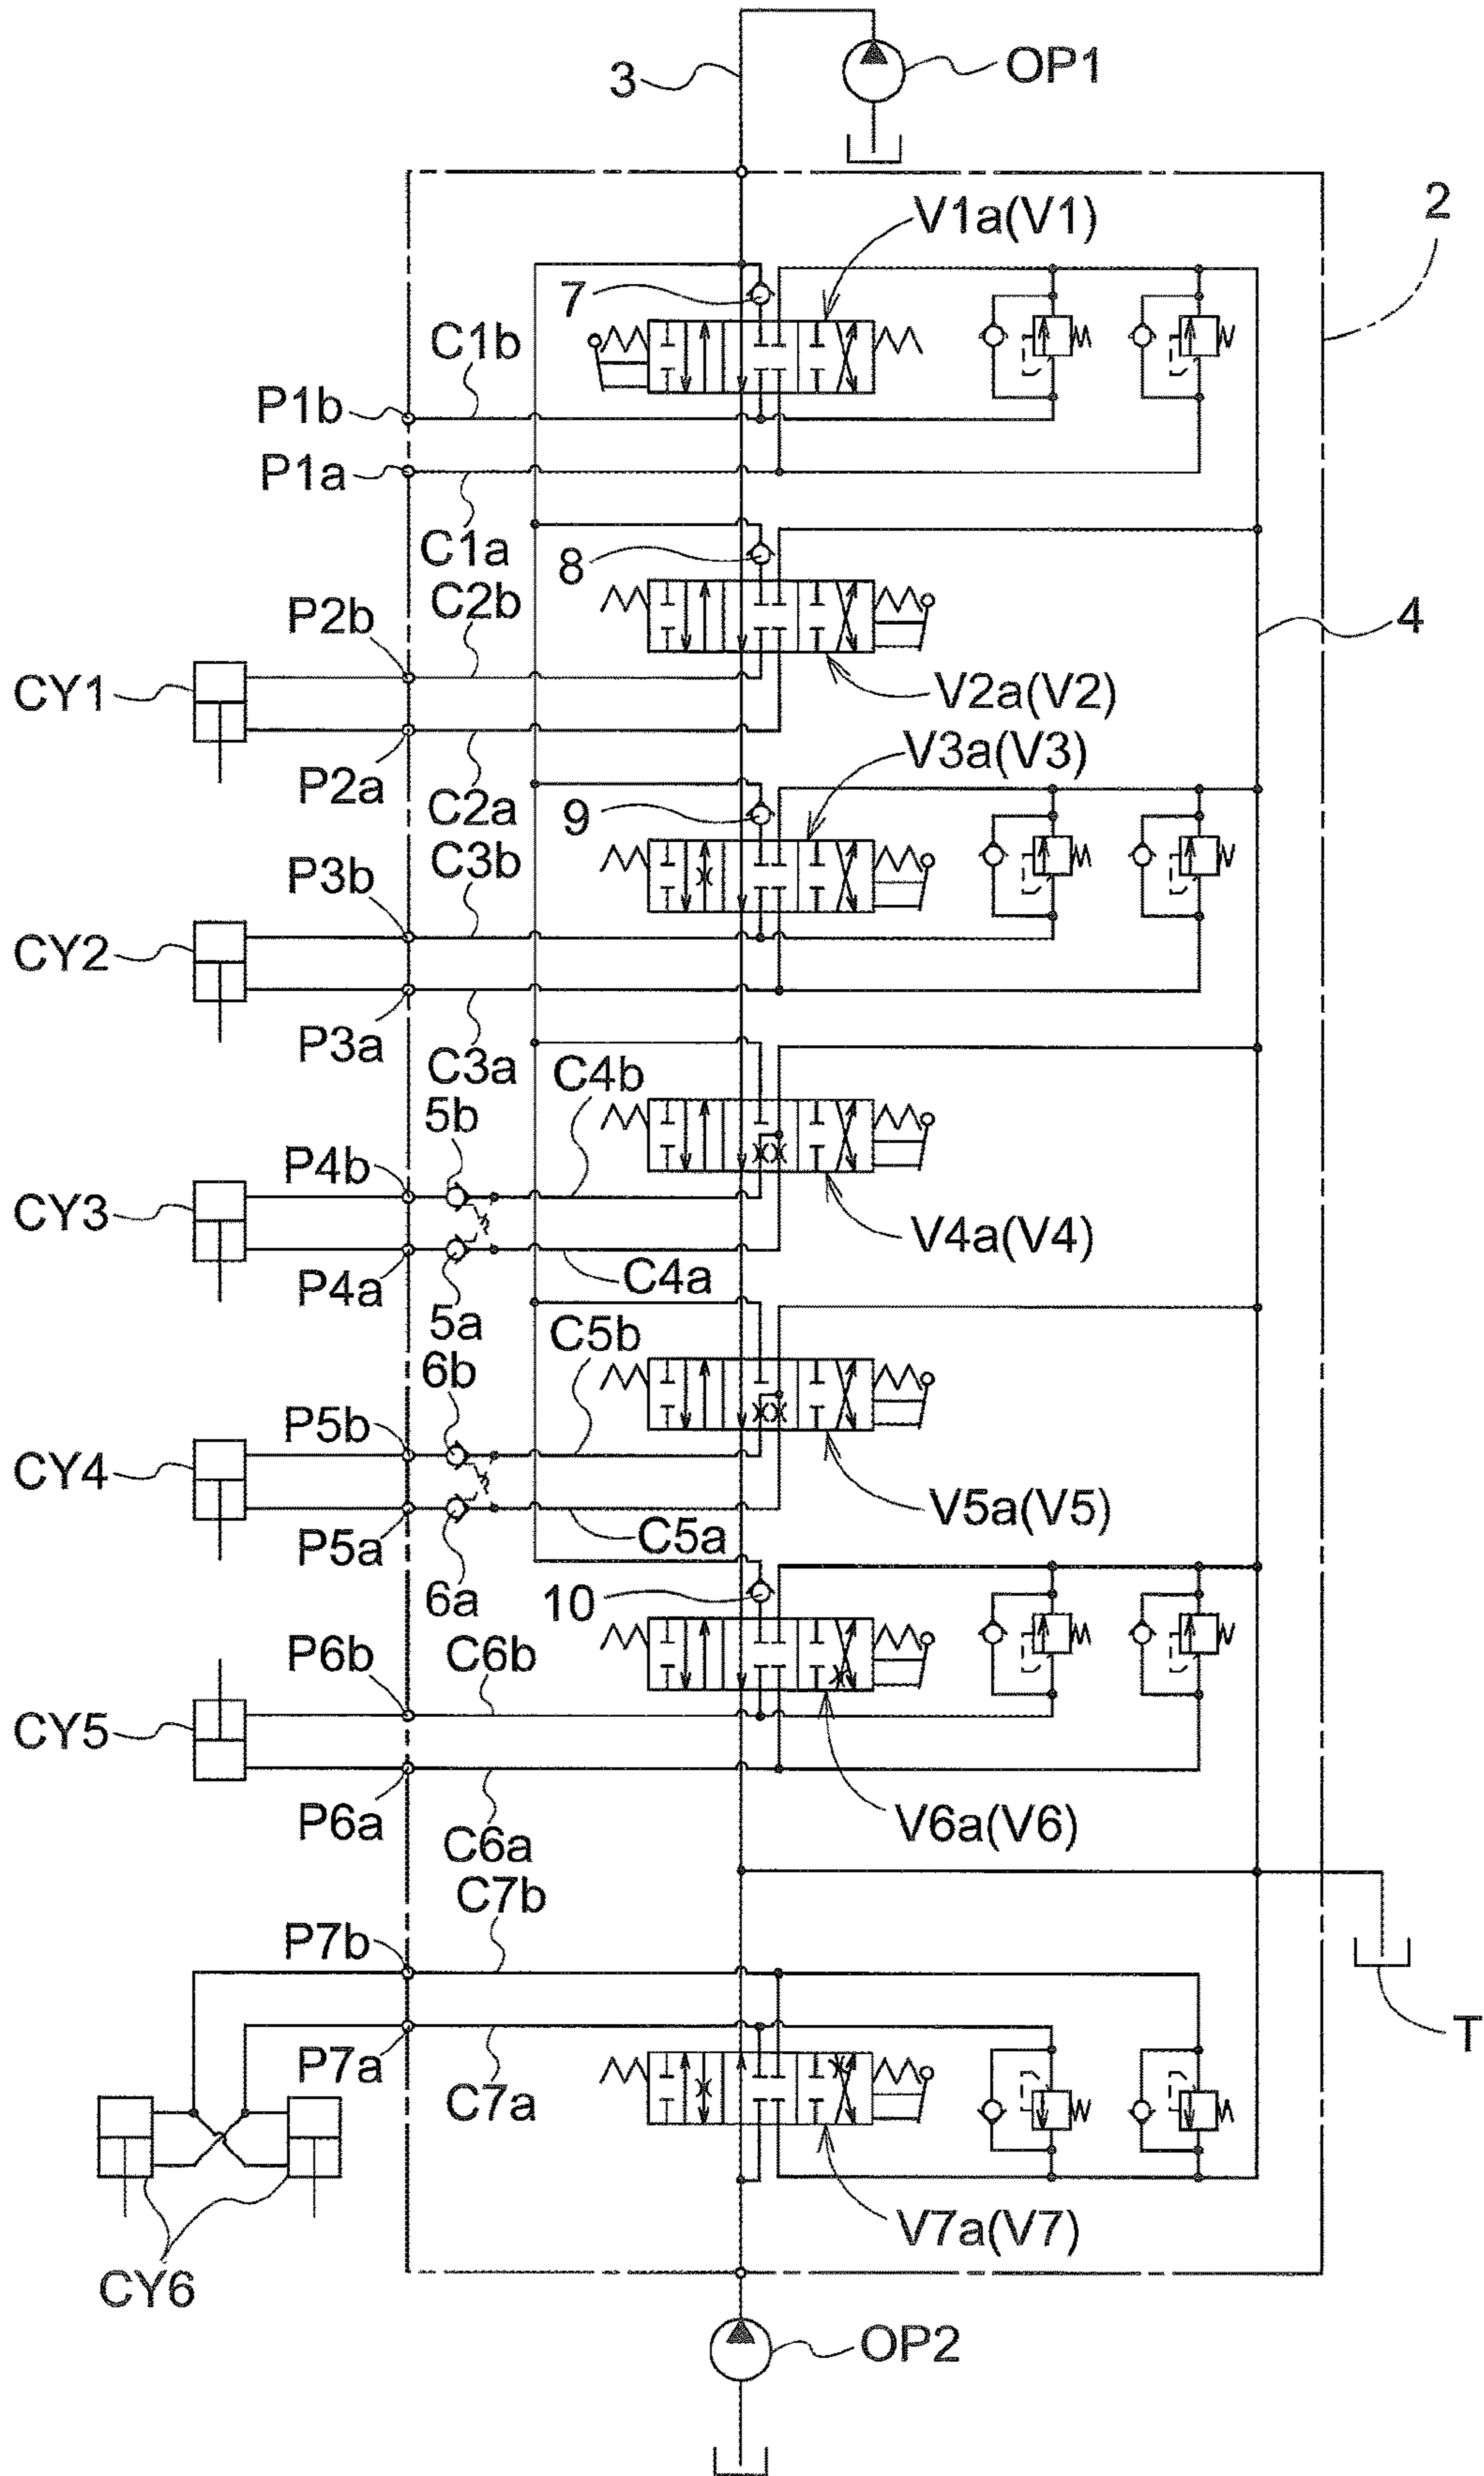 3
OP1
V1a(V1)
2
7
C1b
P1b
P1a
C1a
8
C2b
P2b
4
CY1
V2a(V2)
P2a
C2a
V3a(V3)
9
C3b
P3b
CY2
P3a
C3a
C4b
5b
P4b
CY3
V4a(V4)
P4a
C4a
5a
C5b
6b
P5b
CY4
V5a(V5)
P5a
C5a
6a
10
P6b
C6b
CY5
P6a
V6a(V6)
C6a
C7b
P7b
T
P7a
C7a
V7a(V7)
CY6
OP2